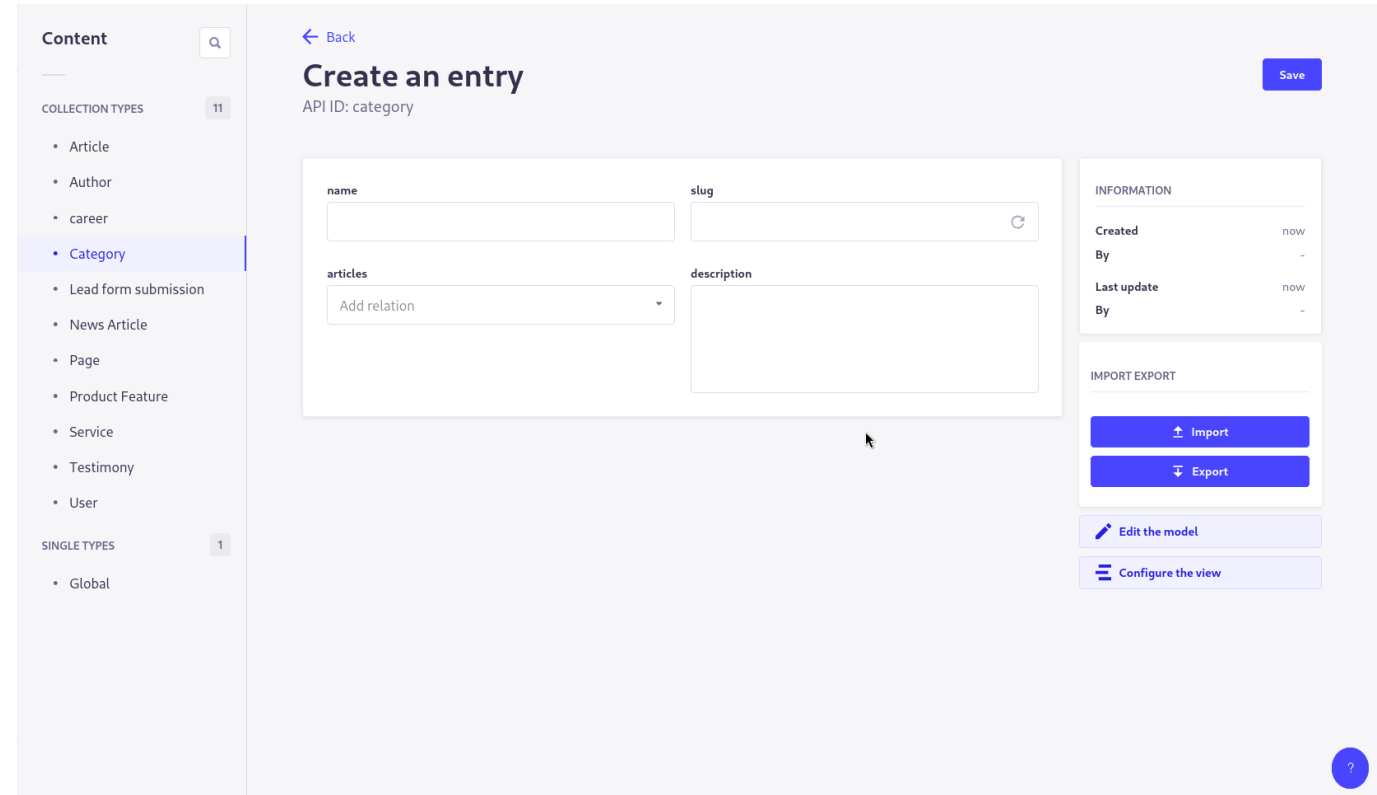 Content
COLLECTION TYPES 11
Article
Author
career
Category
Lead form submission
News Article
Page
Product Feature
Service
Testimony
User
SINGLE TYPES 1
Global
Back
Create an entry
API ID: category
Save
name
slug
articles
Add relation
description
INFORMATION
Created now
By -
Last update now
By -
IMPORT EXPORT
Import
Export
Edit the model
Configure the view
?